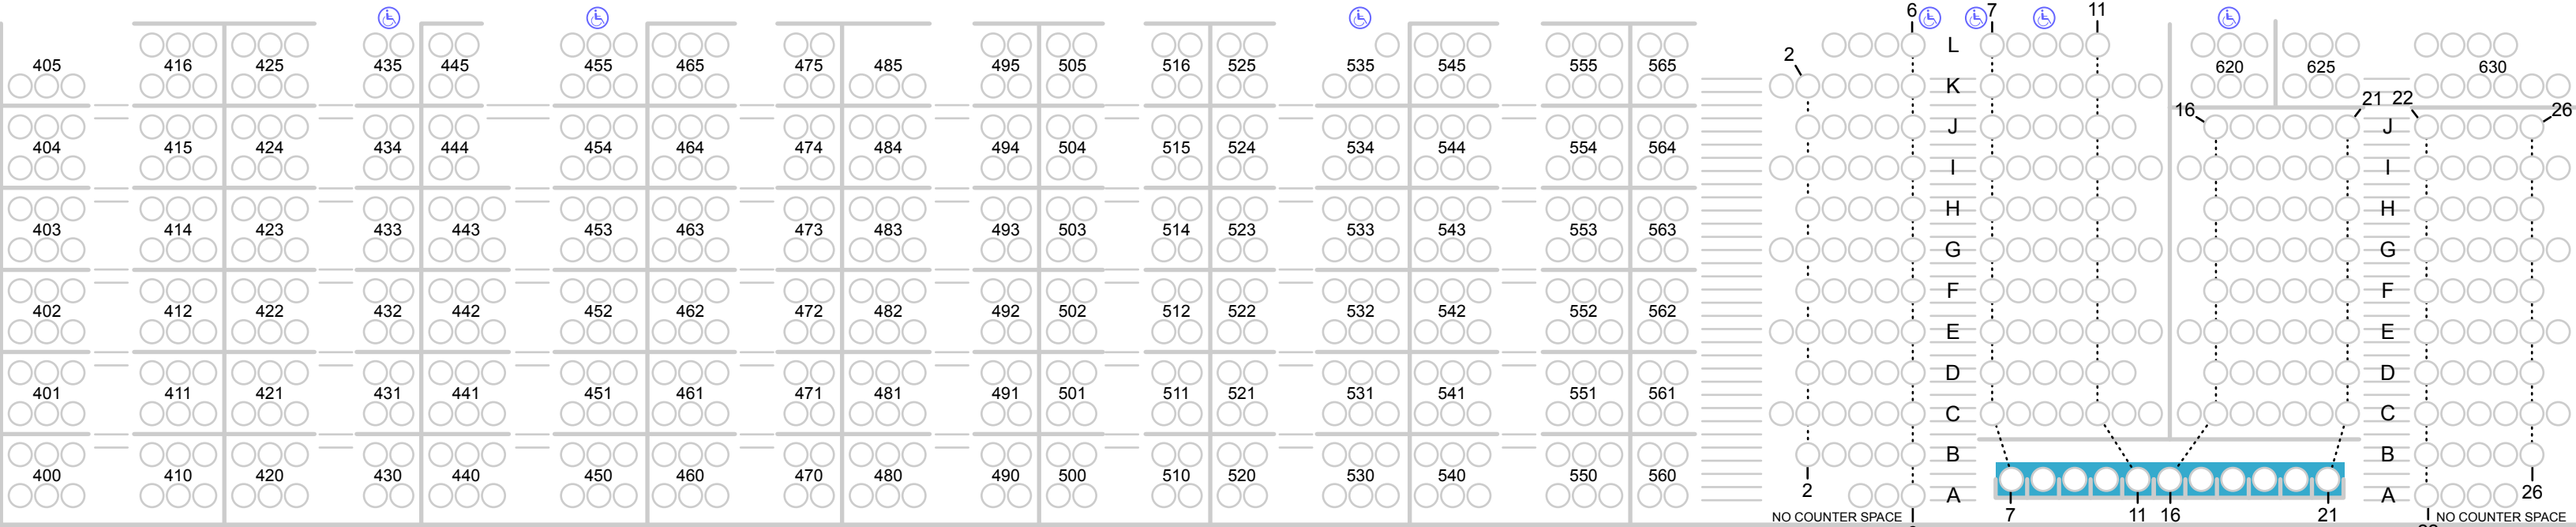 6 7 11
L
2
405 416 425 435 445 455 465 475 485 495 505 516 525 535 545 555 565 620 625 630
K
16 21 22 26
J J
404 415 424 434 444 454 464 474 484 494 504 515 524 534 544 554 564
I I
H H
403 414 423 433 443 453 463 473 483 493 503 514 523 533 543 553 563
G G
F F
402 412 422 432 442 452 462 472 482 492 502 512 522 532 542 552 562
E E
D D
401 411 421 431 441 451 461 471 481 491 501 511 521 531 541 551 561
C C
B B
400 410 420 430 440 450 460 470 480 490 500 510 520 530 540 550 560
2 A A 26
NO COUNTER SPACE 7 11 16 21 NO COUNTER SPACE